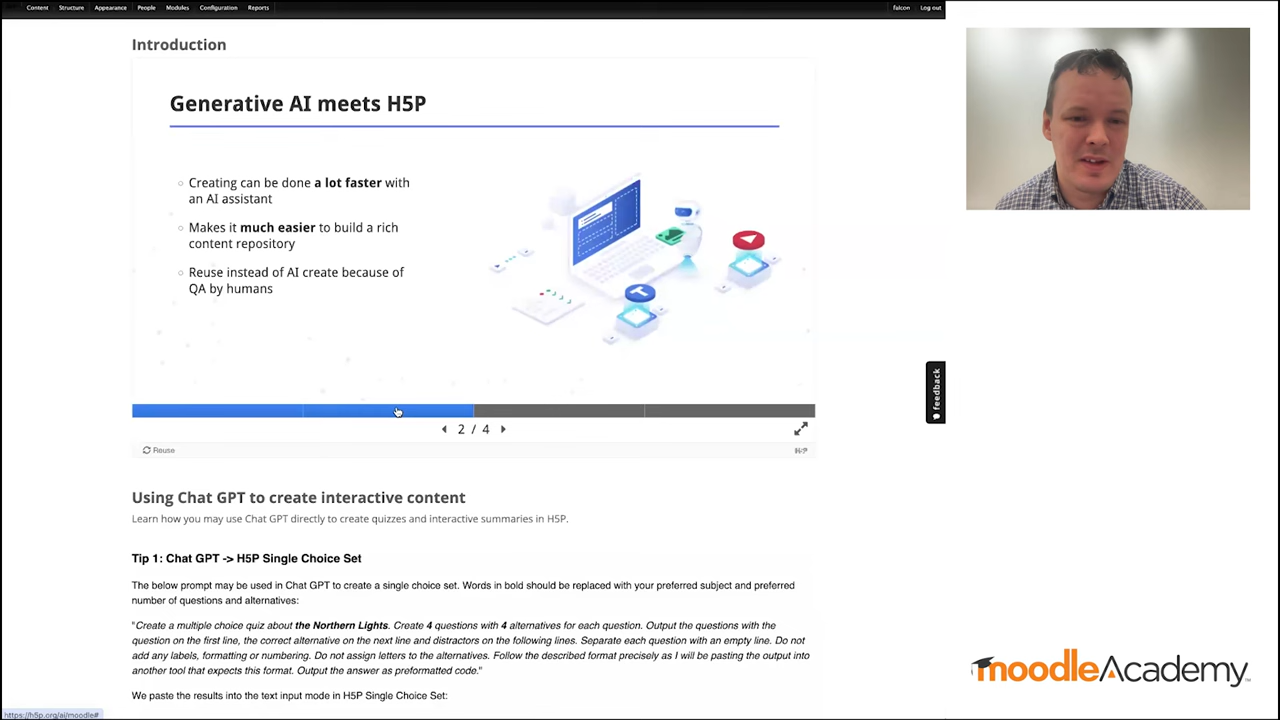 Content Structure Appearance People Modules Configuration Reports falcon Log out
Introduction
Generative AI meets H5P
Creating can be done a lot faster with
an AI assistant
Makes it much easier to build a rich
content repository
Reuse instead of AI create because of
QA by humans
feedback
2 / 4
Reuse
H5P
Using Chat GPT to create interactive content
Learn how you may use Chat GPT directly to create quizzes and interactive summaries in H5P.
Tip 1: Chat GPT -> H5P Single Choice Set
The below prompt may be used in Chat GPT to create a single choice set. Words in bold should be replaced with your preferred subject and preferred
number of questions and alternatives:
"Create a multiple choice quiz about the Northern Lights. Create 4 questions with 4 alternatives for each question. Output the questions with the
question on the first line, the correct alternative on the next line and distractors on the following lines. Separate each question with an empty line. Do not
add any labels, formatting or numbering. Do not assign letters to the alternatives. Follow the described format precisely as I will be pasting the output into
another tool that expects this format. Output the answer as preformatted code."
We paste the results into the text input mode in H5P Single Choice Set:
https://h5p.org/ai/moodle#
moodleAcademy™